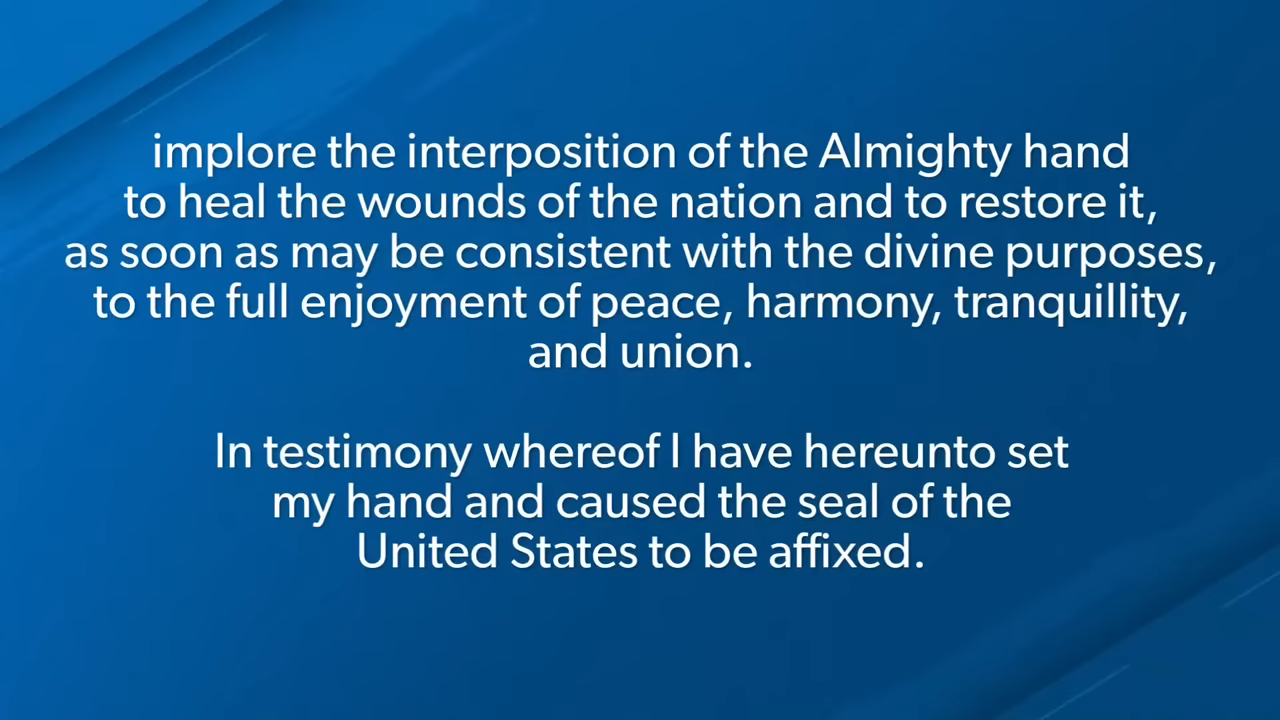 implore the interposition of the Almighty hand
to heal the wounds of the nation and to restore it,
as soon as may be consistent with the divine purposes,
to the full enjoyment of peace, harmony, tranquillity,
and union.
In testimony whereof I have hereunto set
my hand and caused the seal of the
United States to be affixed.